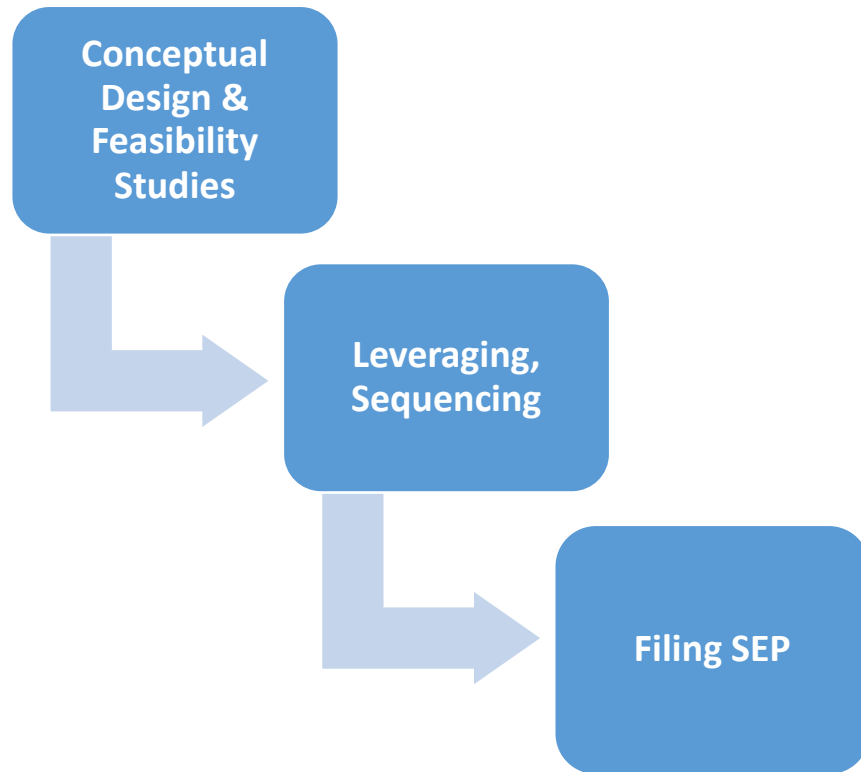 Conceptual
Design &
Feasibility
Studies
Leveraging,
Sequencing
Filing SEP